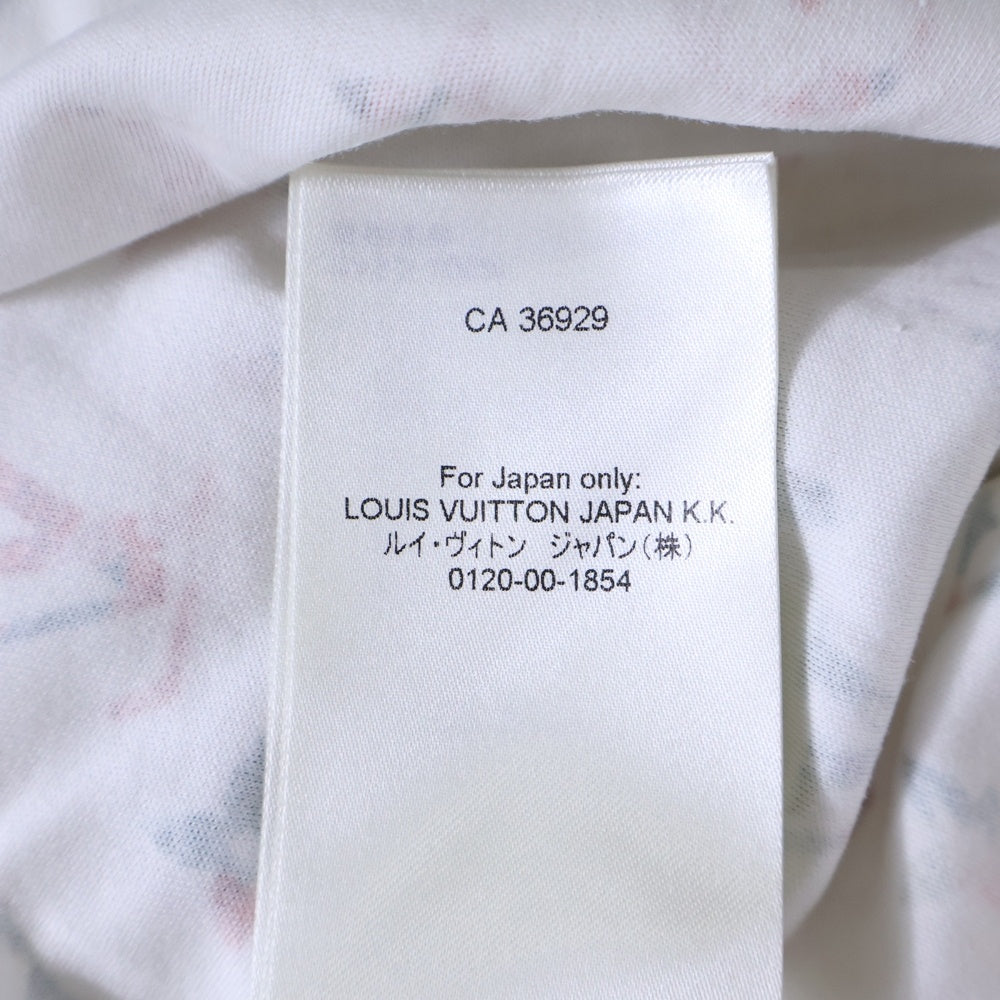 CA 36929
For Japan only:
LOUIS VUITTON JAPAN K.K.
ルイ・ヴィトン　ジャパン(株)
0120-00-1854